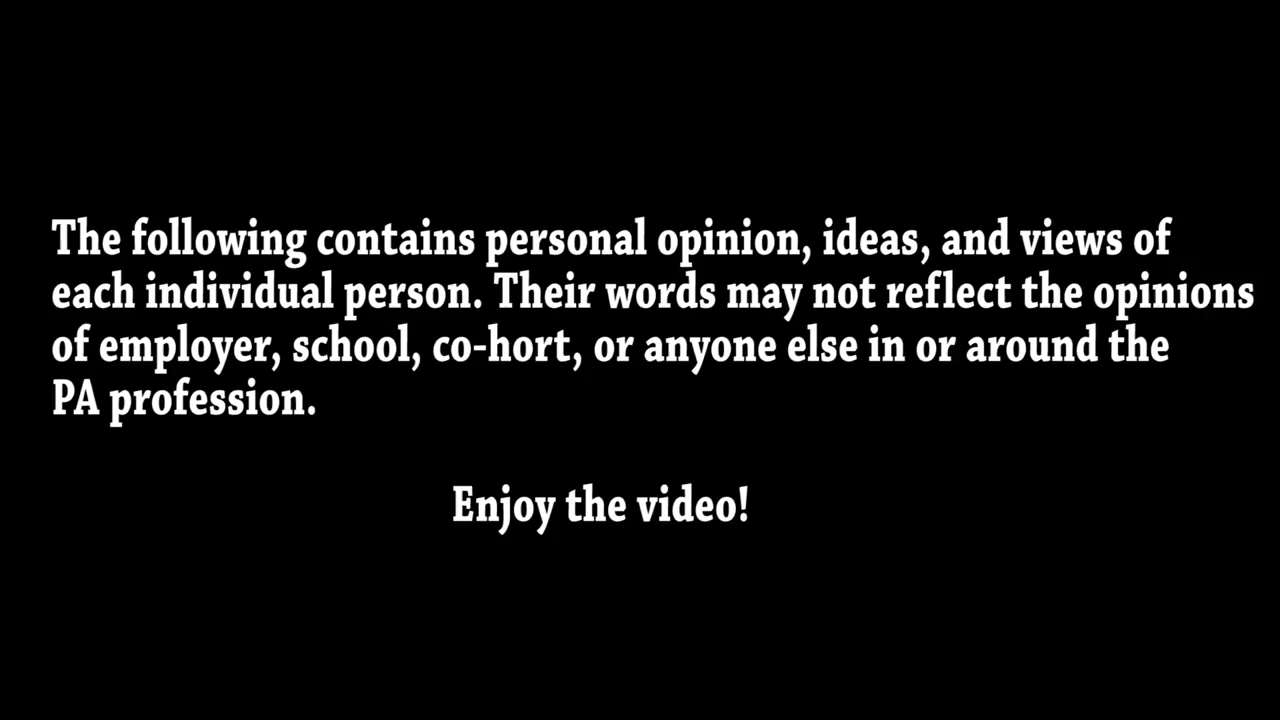 The following contains personal opinion, ideas, and views of
each individual person. Their words may not reflect the opinions
of employer, school, co-hort, or anyone else in or around the
PA profession.
Enjoy the video!